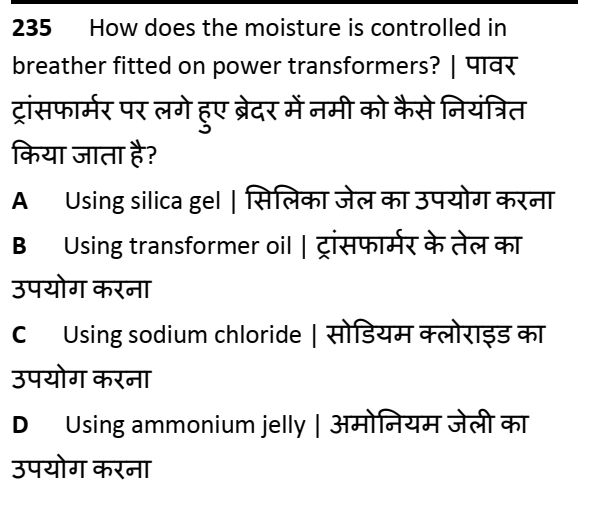 235 How does the moisture is controlled in
breather fitted on power transformers? | पावर
ट्रांसफार्मर पर लगे हुए ब्रेदर में नमी को कैसे नियंत्रित
किया जाता है?
A Using silica gel | सिलिका जेल का उपयोग करना
B Using transformer oil | ट्रांसफार्मर के तेल का
उपयोग करना
C Using sodium chloride | सोडियम क्लोराइड का
उपयोग करना
D Using ammonium jelly | अमोनियम जेली का
उपयोग करना